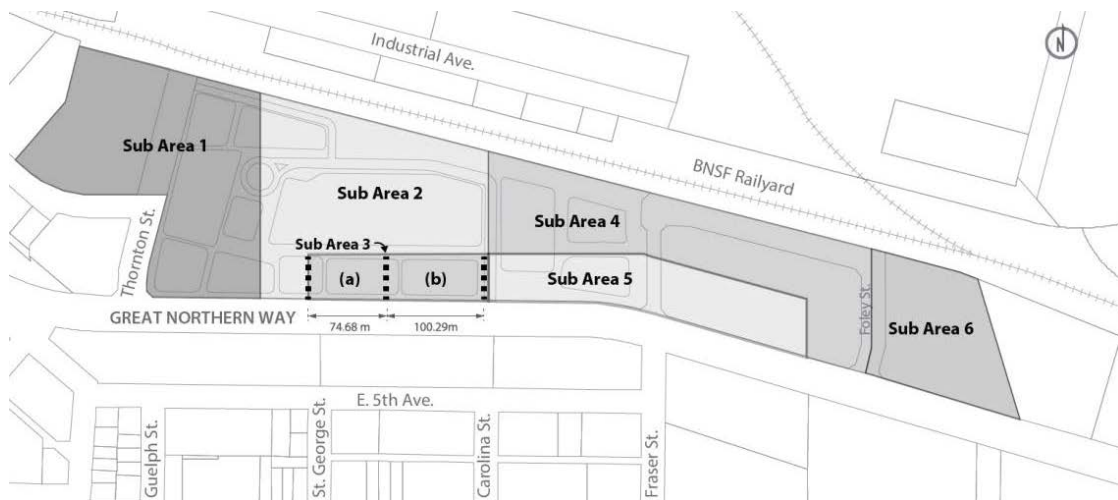 Industrial Ave.
N
BNSF Railyard
Sub Area 1
Sub Area 2
Sub Area 3
Sub Area 4
Sub Area 5
Sub Area 6
(a)
(b)
Thornton St.
Foley St.
GREAT NORTHERN WAY
74.68 m
100.29m
E. 5th Ave.
Guelph St.
St. George St.
Carolina St.
Fraser St.